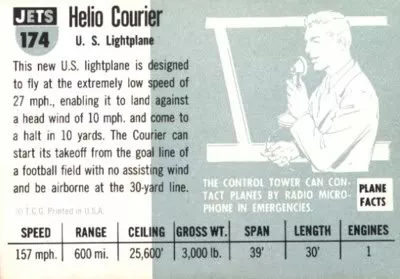 JETS
174
Helio Courier
U. S. Lightplane
This new U.S. lightplane is designed
to fly at the extremely low speed of
27 mph., enabling it to land against
a head wind of 10 mph. and come to
a halt in 10 yards. The Courier can
start its takeoff from the goal line of
a football field with no assisting wind
and be airborne at the 30-yard line.
© T.C.G. Printed in U.S.A.
THE CONTROL TOWER CAN CON-
TACT PLANES BY RADIO MICRO-
PHONE IN EMERGENCIES.
PLANE
FACTS
SPEED RANGE CEILING GROSS WT. SPAN LENGTH ENGINES
157 mph. 600 mi. 25,600' 3,000 lb. 39' 30' 1